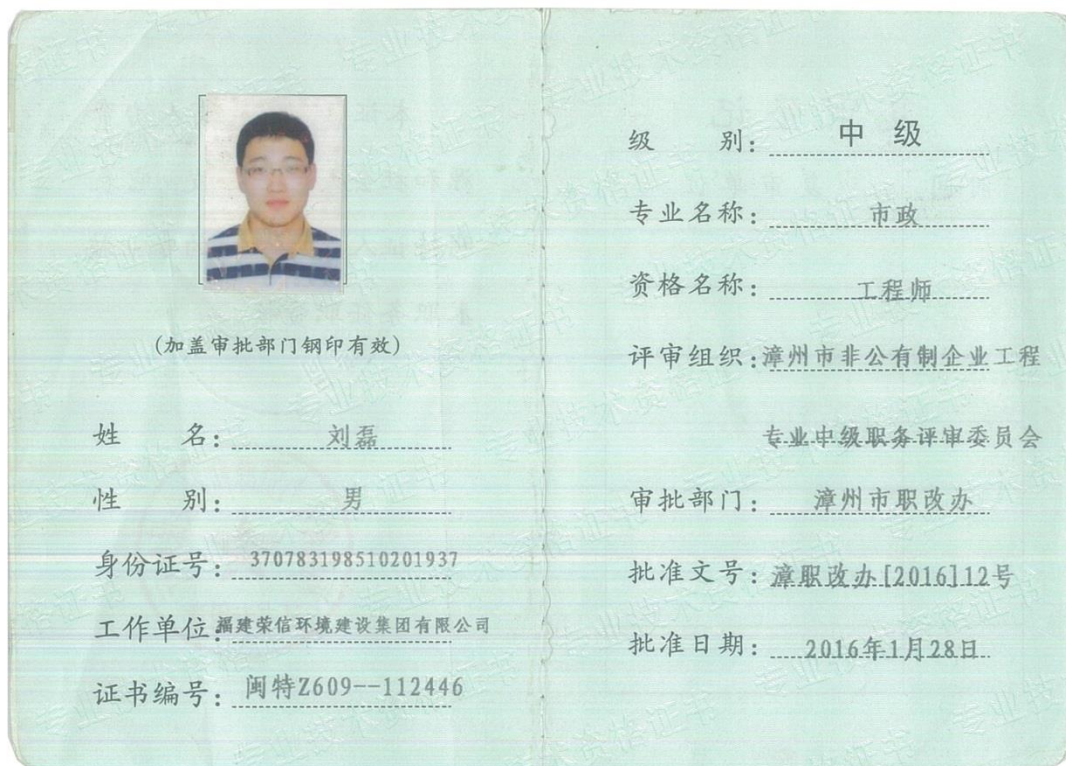 (加盖审批部门钢印有效)
姓 名: 刘磊
性 别: 男
身份证号: 370783198510201937
工作单位: 福建荣信环境建设集团有限公司
证书编号: 闽特Z609--112446
级 别: 中 级
专业名称: 市政
资格名称: 工程师
评审组织: 漳州市非公有制企业工程
专业中级职务评审委员会
审批部门: 漳州市职改办
批准文号: 漳职改办[2016]12号
批准日期: 2016年1月28日